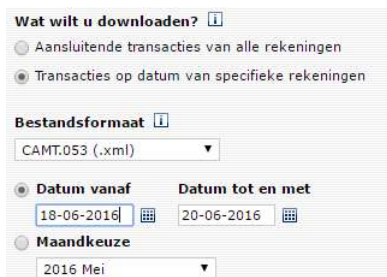 Wat wilt u downloaden? i
Aansluitende transacties van alle rekeningen
Transacties op datum van specifieke rekeningen
Bestandsformaat i
CAMT.053 (.xml)
Datum vanaf Datum tot en met
18-06-2016 20-06-2016
Maandkeuze
2016 Mei